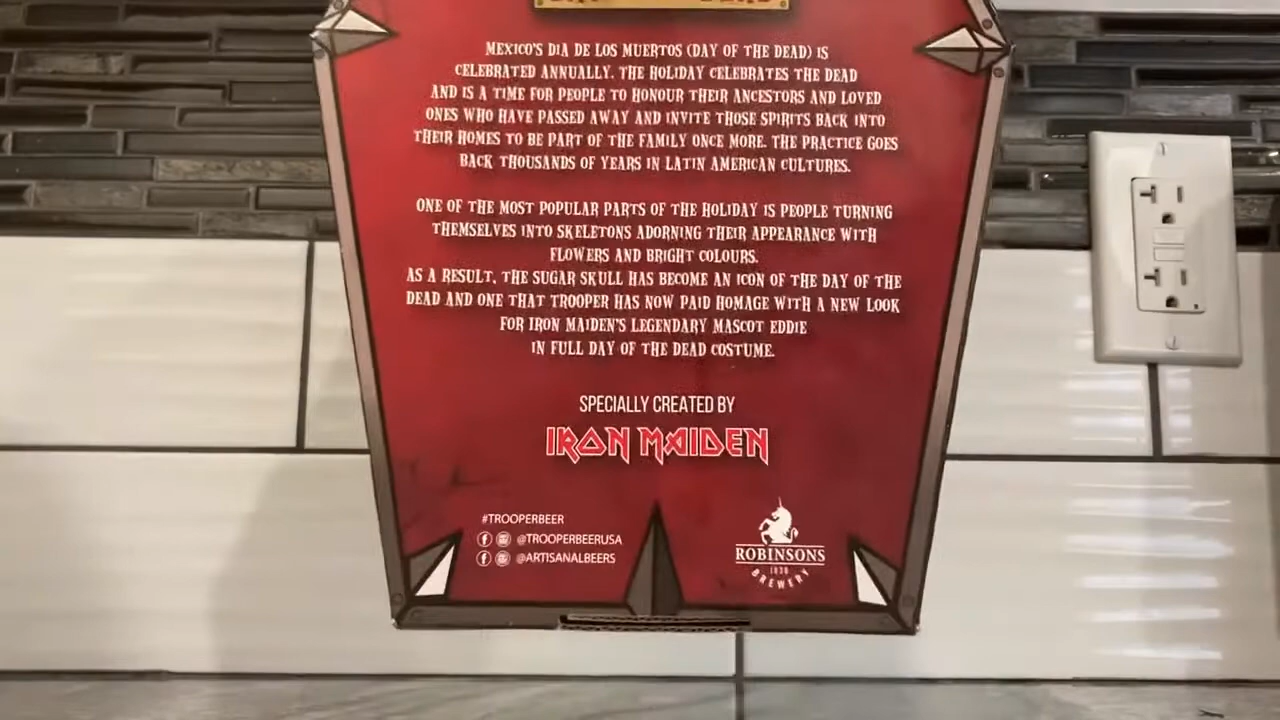 MEXICO'S DIA DE LOS MUERTOS (DAY OF THE DEAD) IS
CELEBRATED ANNUALLY. THE HOLIDAY CELEBRATES THE DEAD
AND IS A TIME FOR PEOPLE TO HONOUR THEIR ANCESTORS AND LOVED
ONES WHO HAVE PASSED AWAY AND INVITE THOSE SPIRITS BACK INTO
THEIR HOMES TO BE PART OF THE FAMILY ONCE MORE. THE PRACTICE GOES
BACK THOUSANDS OF YEARS IN LATIN AMERICAN CULTURES.
ONE OF THE MOST POPULAR PARTS OF THE HOLIDAY IS PEOPLE TURNING
THEMSELVES INTO SKELETONS ADORNING THEIR APPEARANCE WITH
FLOWERS AND BRIGHT COLOURS.
AS A RESULT, THE SUGAR SKULL HAS BECOME AN ICON OF THE DAY OF THE
DEAD AND ONE THAT TROOPER HAS NOW PAID HOMAGE WITH A NEW LOOK
FOR IRON MAIDEN'S LEGENDARY MASCOT EDDIE
IN FULL DAY OF THE DEAD COSTUME.
SPECIALLY CREATED BY
IRON MAIDEN
#TROOPERBEER
@TROOPERBEERUSA
@ARTISANALBEERS
ROBINSONS
1838
BREWERY